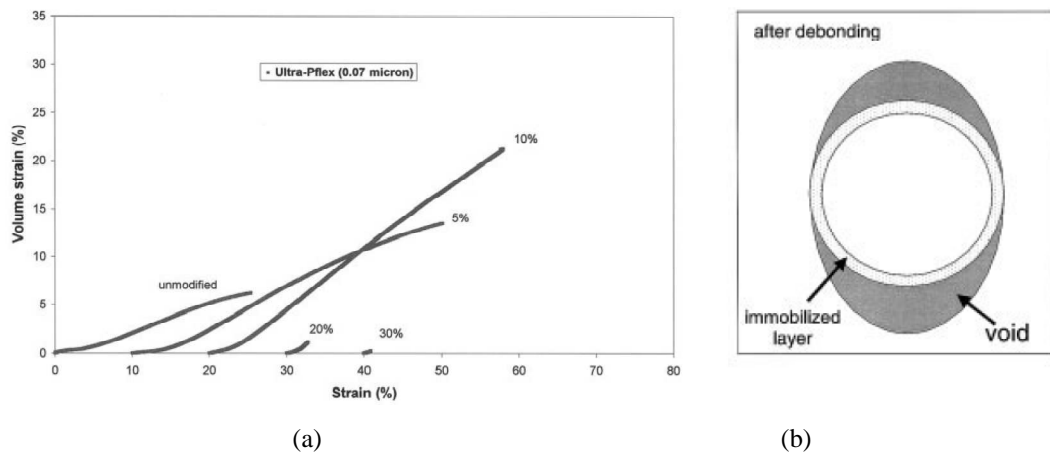 35
30
25
20
15
10
5
0
Volume strain (%)
▪ Ultra-Pflex (0.07 micron)
10%
5%
unmodified
20%
30%
0 10 20 30 40 50 60 70 80
Strain (%)
(a)
after debonding
immobilized
layer
void
(b)